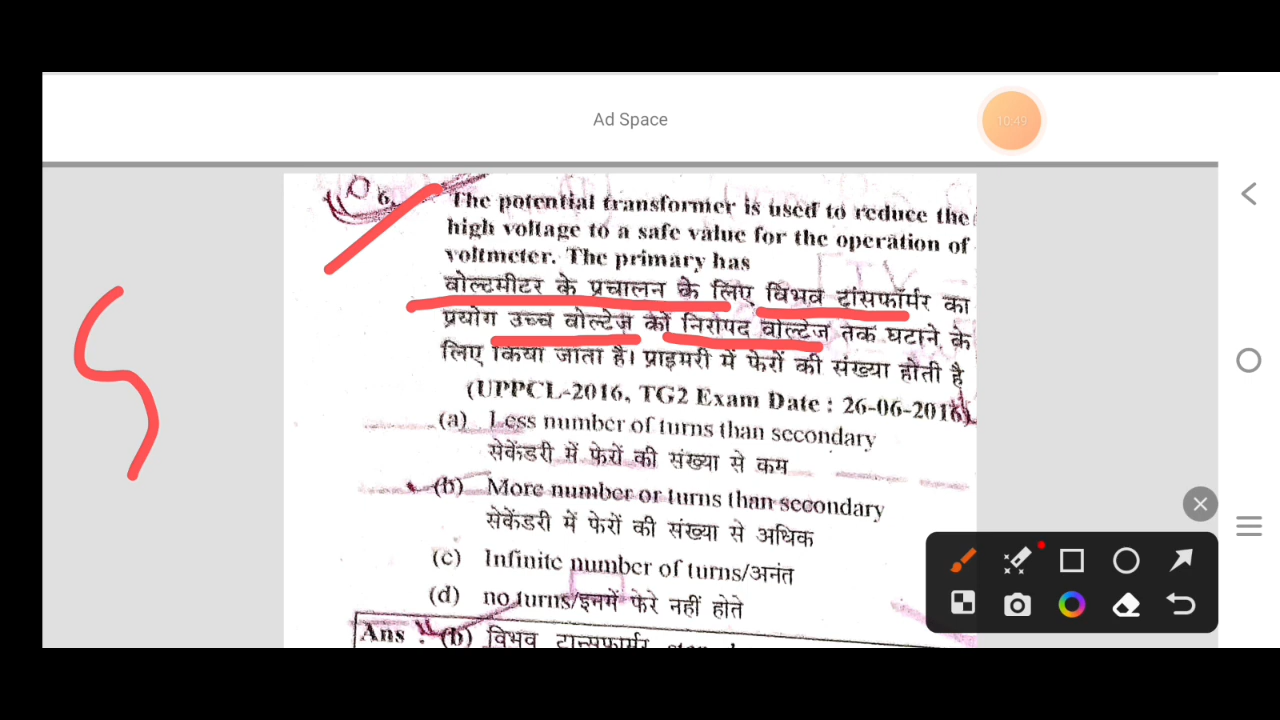 Ad Space
10:49
6. The potential transformer is used to reduce the
high voltage to a safe value for the operation of
voltmeter. The primary has
वोल्टमीटर के प्रचालन के लिए विभव ट्रांसफॉर्मर का
प्रयोग उच्च वोल्टेज को निरापद वोल्टेज तक घटाने के
लिए किया जाता है। प्राइमरी में फेरों की संख्या होती है
(UPPCL-2016, TG2 Exam Date : 26-06-2016)
(a) Less number of turns than secondary
सेकेंडरी में फेरों की संख्या से कम
(b) More number or turns than secondary
सेकेंडरी में फेरों की संख्या से अधिक
(c) Infinite number of turns/अनंत
(d) no turns/इनमें फेरे नहीं होते
Ans : (b) विभव ट्रान्सफार्मर